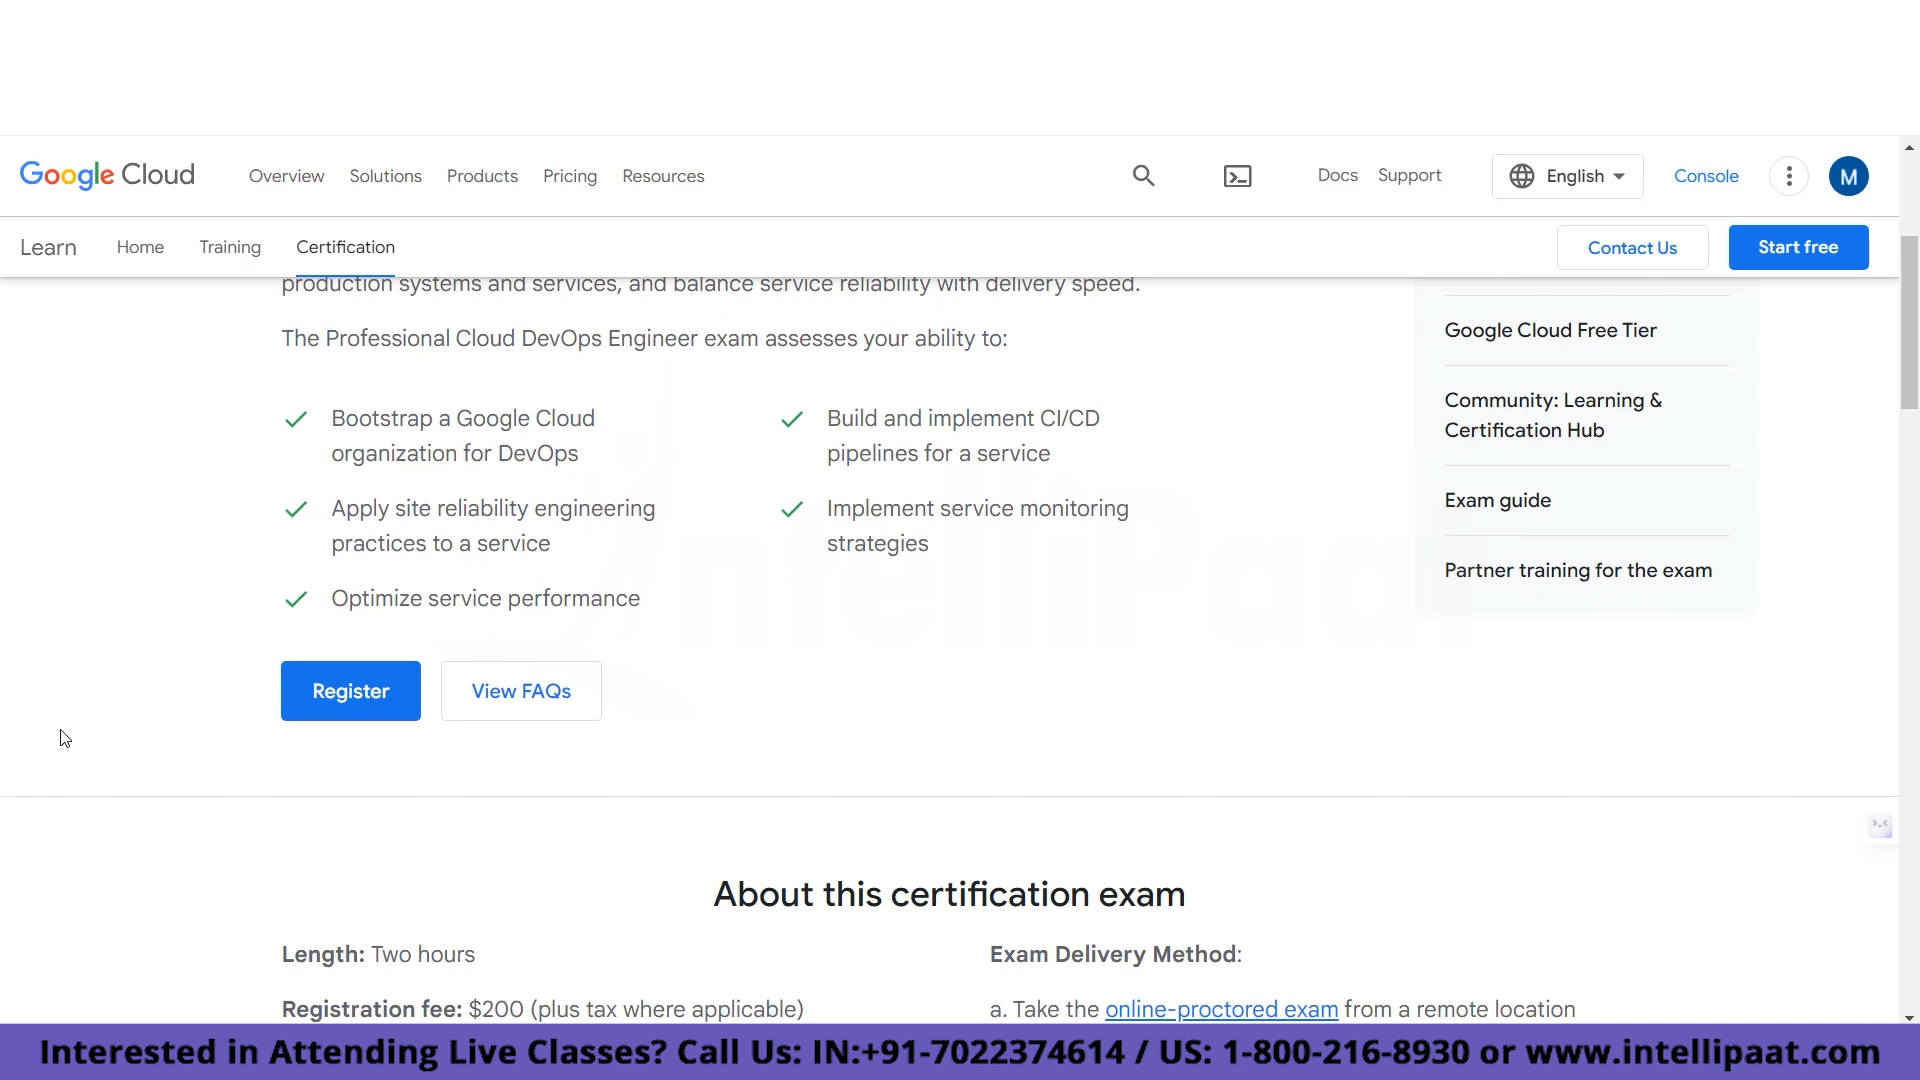 Google Cloud Overview Solutions Products Pricing Resources Docs Support English Console M
Learn Home Training Certification Contact Us Start free
production systems and services, and balance service reliability with delivery speed.
The Professional Cloud DevOps Engineer exam assesses your ability to:
Bootstrap a Google Cloud
organization for DevOps
Build and implement CI/CD
pipelines for a service
Apply site reliability engineering
practices to a service
Implement service monitoring
strategies
Optimize service performance
Register View FAQs
Google Cloud Free Tier
Community: Learning &
Certification Hub
Exam guide
Partner training for the exam
IntelliPaat
About this certification exam
Length: Two hours
Registration fee: $200 (plus tax where applicable)
Exam Delivery Method:
a. Take the online-proctored exam from a remote location
Interested in Attending Live Classes? Call Us: IN:+91-7022374614 / US: 1-800-216-8930 or www.intellipaat.com